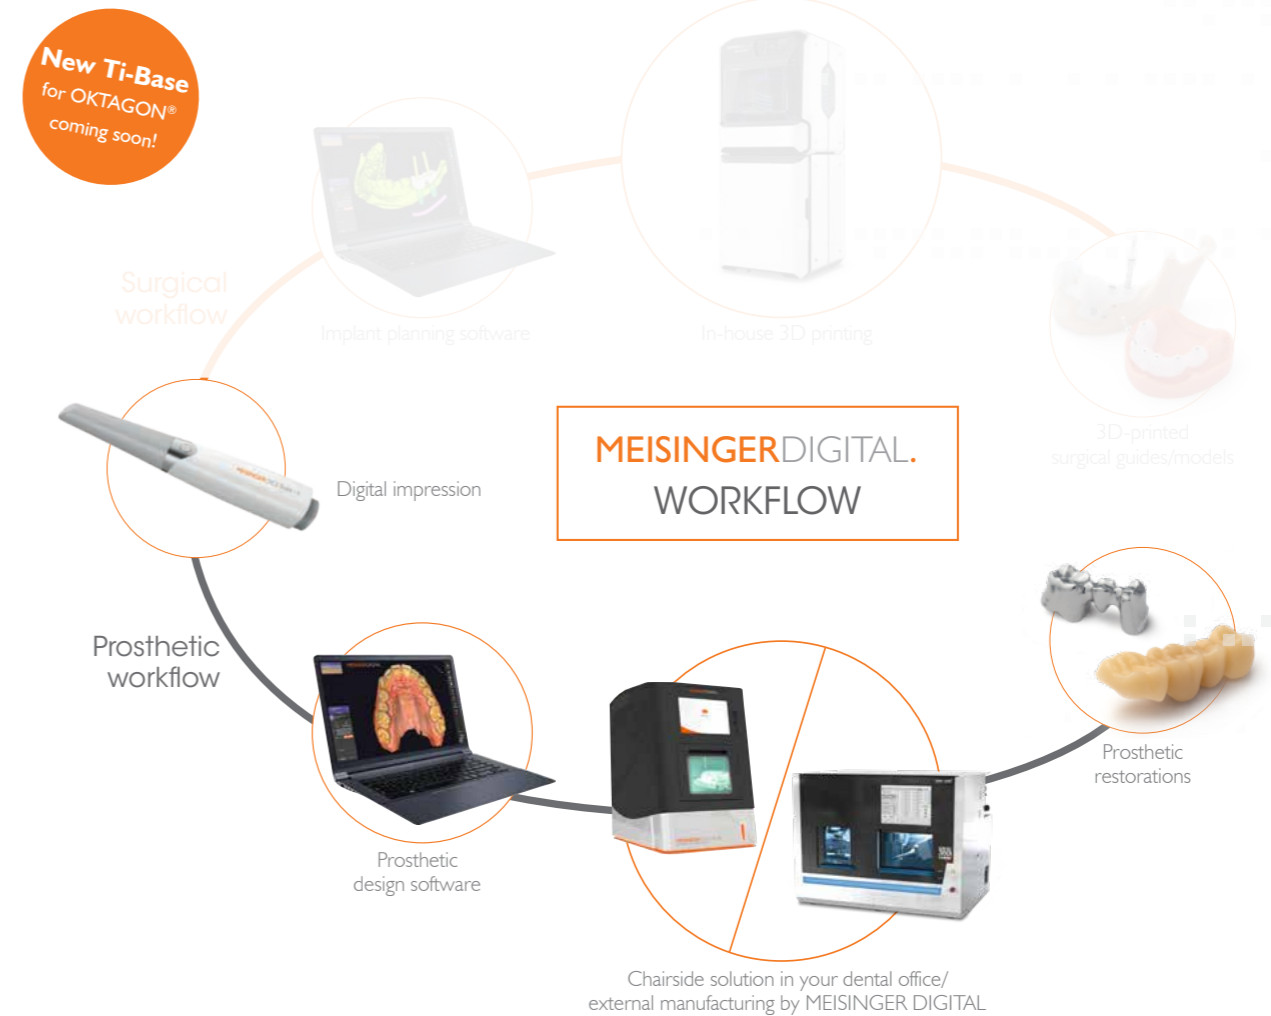 New Ti-Base
for OKTAGON®
coming soon!
Surgical
workflow
Implant planning software
In-house 3D printing
3D-printed
surgical guides/models
MEISINGERDIGITAL.
WORKFLOW
Digital impression
Prosthetic
workflow
Prosthetic
design software
Prosthetic
restorations
Chairside solution in your dental office/
external manufacturing by MEISINGER DIGITAL